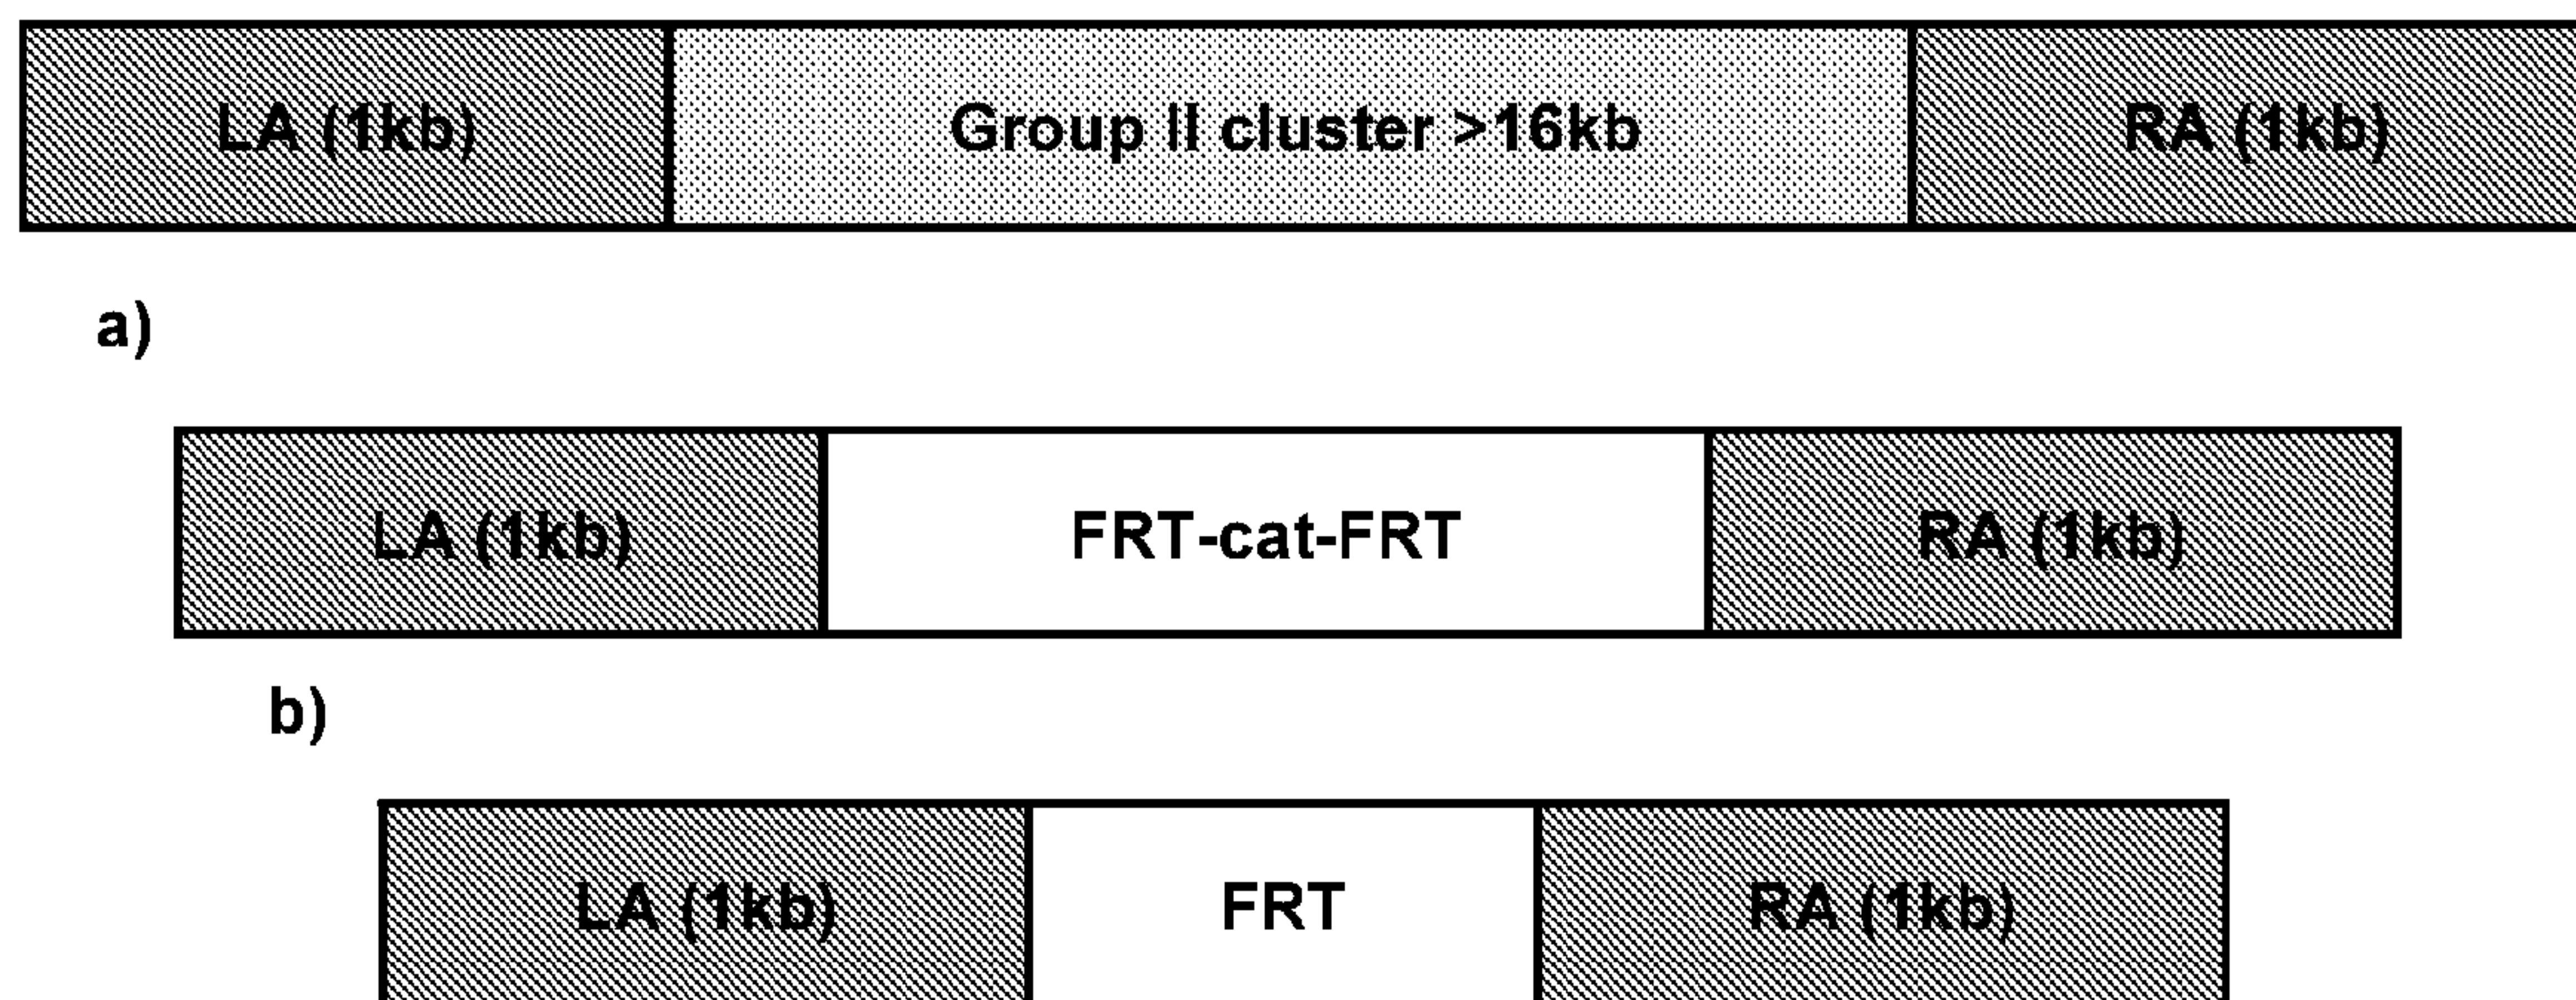 LA (1kb) Group II cluster >16kb RA (1kb)
a)
LA (1kb) FRT-cat-FRT RA (1kb)
b)
LA (1kb) FRT RA (1kb)